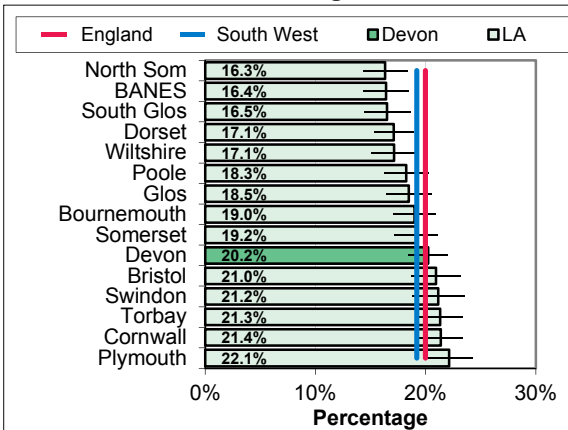 England South West Devon LA
North Som 16.3%
BANES 16.4%
South Glos 16.5%
Dorset 17.1%
Wiltshire 17.1%
Poole 18.3%
Glos 18.5%
Bournemouth 19.0%
Somerset 19.2%
Devon 20.2%
Bristol 21.0%
Swindon 21.2%
Torbay 21.3%
Cornwall 21.4%
Plymouth 22.1%
0% 10% 20% 30%
Percentage